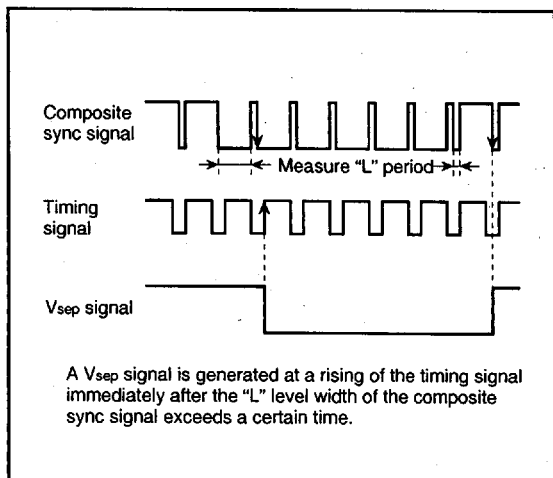 Composite
sync signal
Measure "L" period
Timing
signal
Vsep signal
A Vsep signal is generated at a rising of the timing signal
immediately after the "L" level width of the composite
sync signal exceeds a certain time.